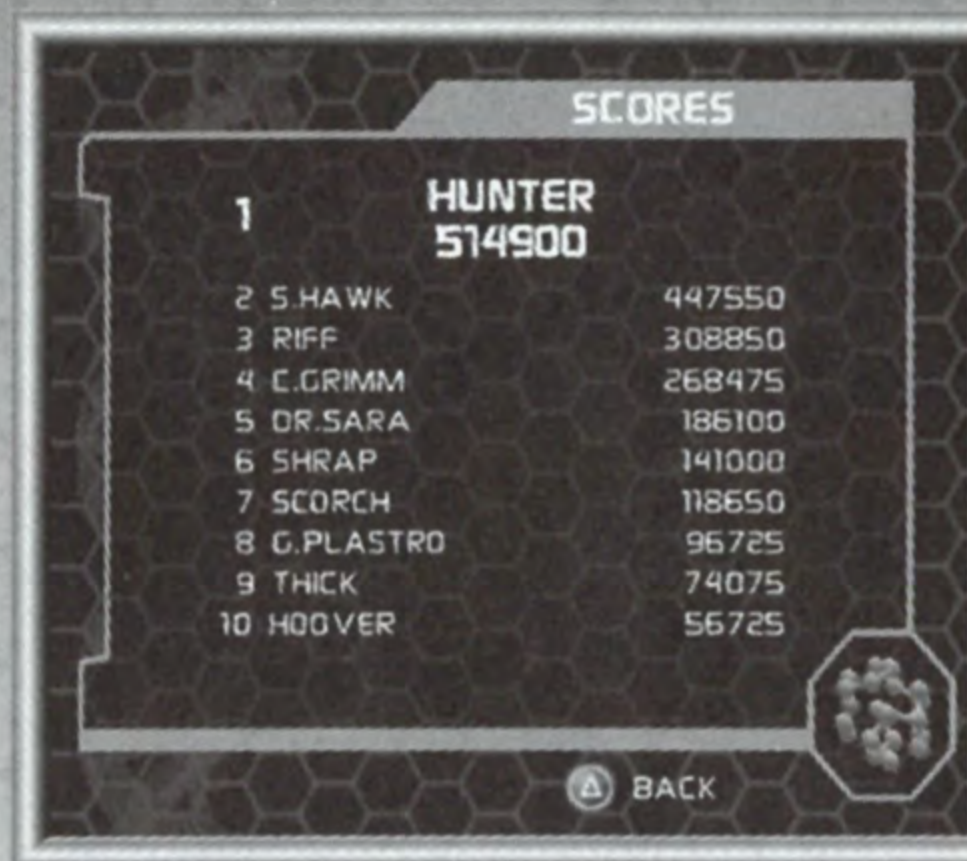 SCORES
1 HUNTER
514900
2 S.HAWK 447550
3 RIFF 308850
4 C.GRIMM 268475
5 DR.SARA 186100
6 SHRAP 141000
7 SCORCH 118650
8 G.PLASTRO 96725
9 THICK 74075
10 HOOVER 56725
BACK